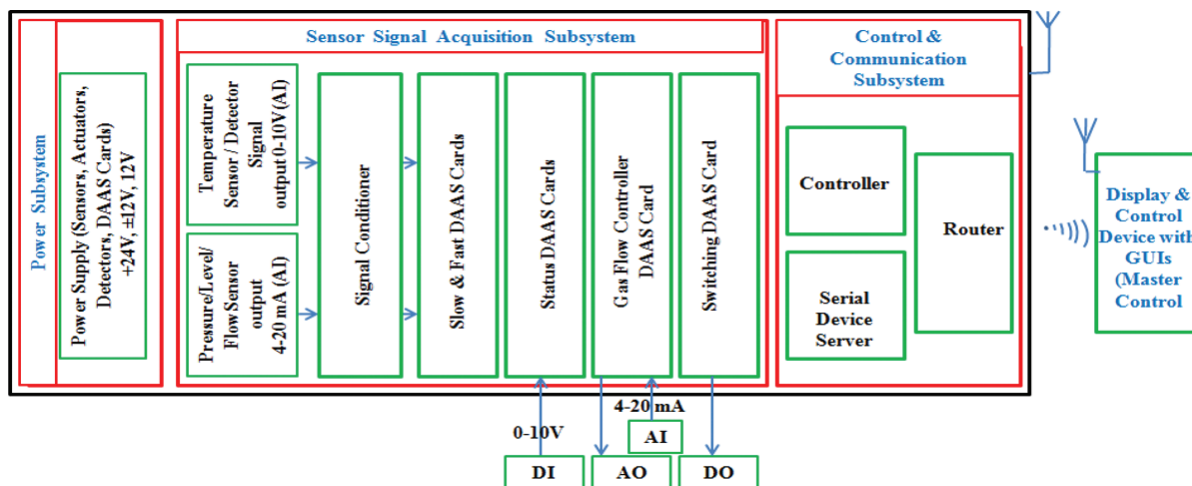 Power Subsystem
Power Supply (Sensors, Actuators,
Detectors, DAAS Cards)
+24V, ±12V, 12V
Sensor Signal Acquisition Subsystem
Temperature
Sensor / Detector
Signal
output 0-10V(AI)
Pressure/Level/
Flow Sensor
output
4-20 mA (AI)
Signal Conditioner
Slow & Fast DAAS Cards
Status DAAS Cards
Gas Flow Controller
DAAS Card
Switching DAAS Card
Control &
Communication
Subsystem
Controller
Serial
Device
Server
Router
Display &
Control
Device with
GUIs
(Master
Control
0-10V
4-20 mA
AI
DI
AO
DO